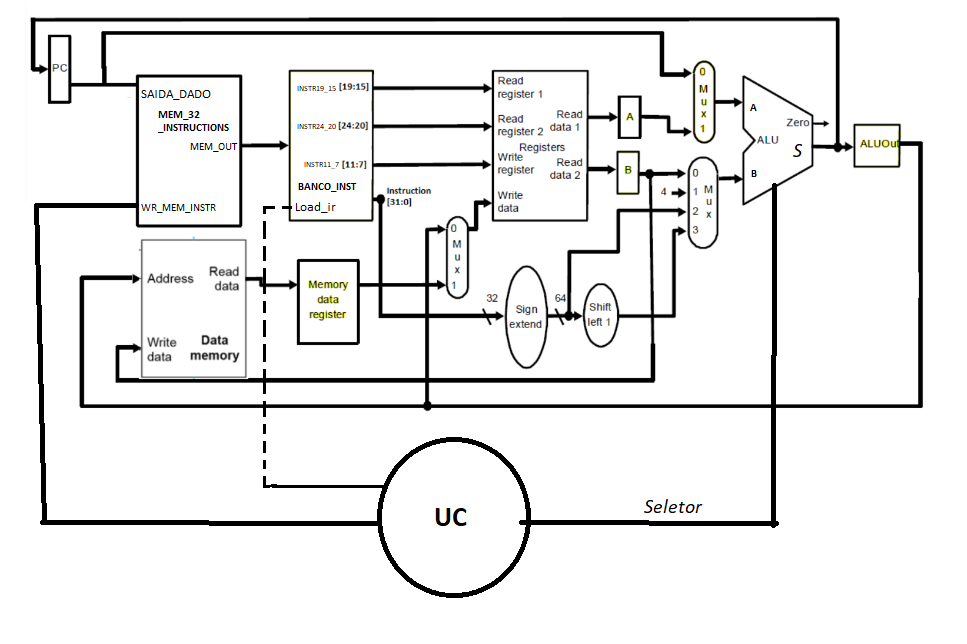 PC
SAIDA_DADO
MEM_32
_INSTRUCTIONS
MEM_OUT
WR_MEM_INSTR
INSTR19_15 [19:15]
INSTR24_20 [24:20]
INSTR11_7 [11:7]
BANCO_INST
Load_ir
Instruction
[31:0]
Read
register 1
Read
register 2
Registers
Write
register
Write
data
Read
data 1
Read
data 2
A
B
0
M
u
x
1
4
0
1
2
3
M
u
x
A
B
ALU
Zero
S
ALUOut
Address
Read
data
Write
data
Data
memory
Memory
data
register
0
M
u
x
1
32
Sign
extend
64
Shift
left 1
UC
Seletor